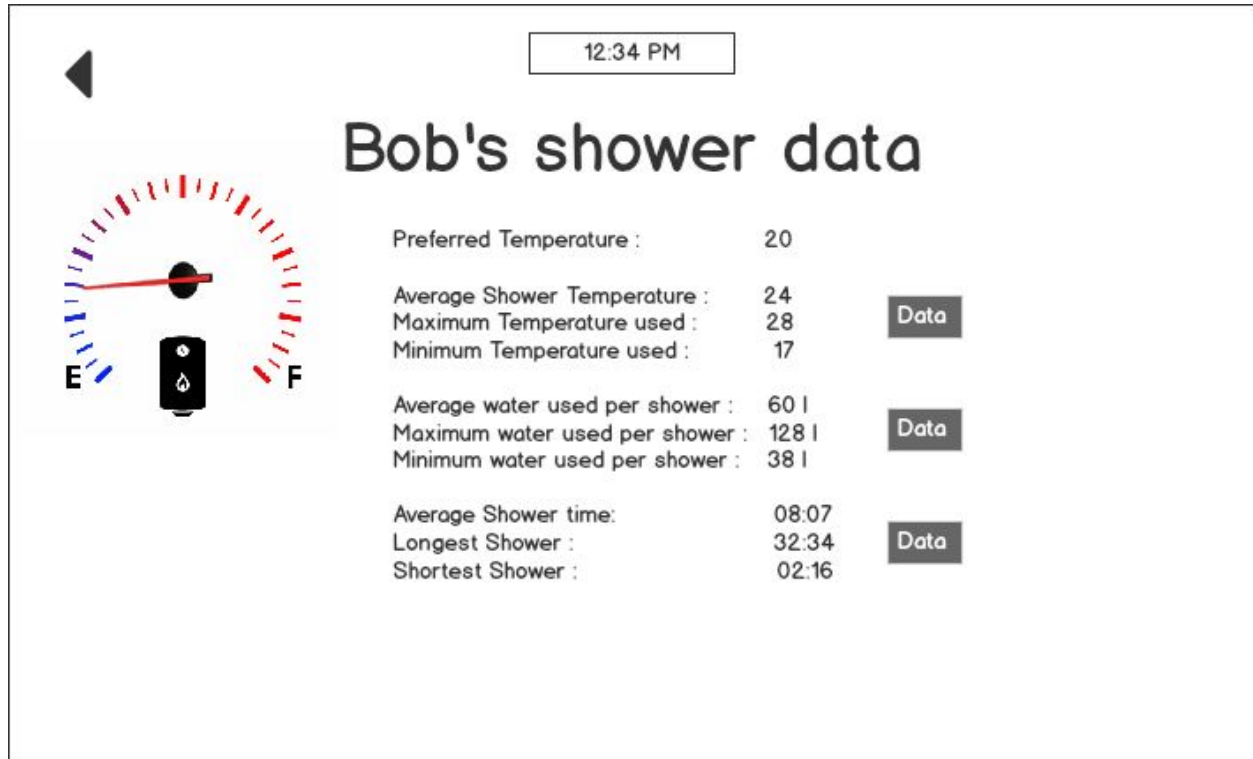 12:34 PM
Bob's shower data
E F
Preferred Temperature : 20
Average Shower Temperature : 24
Maximum Temperature used : 28
Minimum Temperature used : 17
Data
Average water used per shower : 60 l
Maximum water used per shower : 128 l
Minimum water used per shower : 38 l
Data
Average Shower time: 08:07
Longest Shower : 32:34
Shortest Shower : 02:16
Data